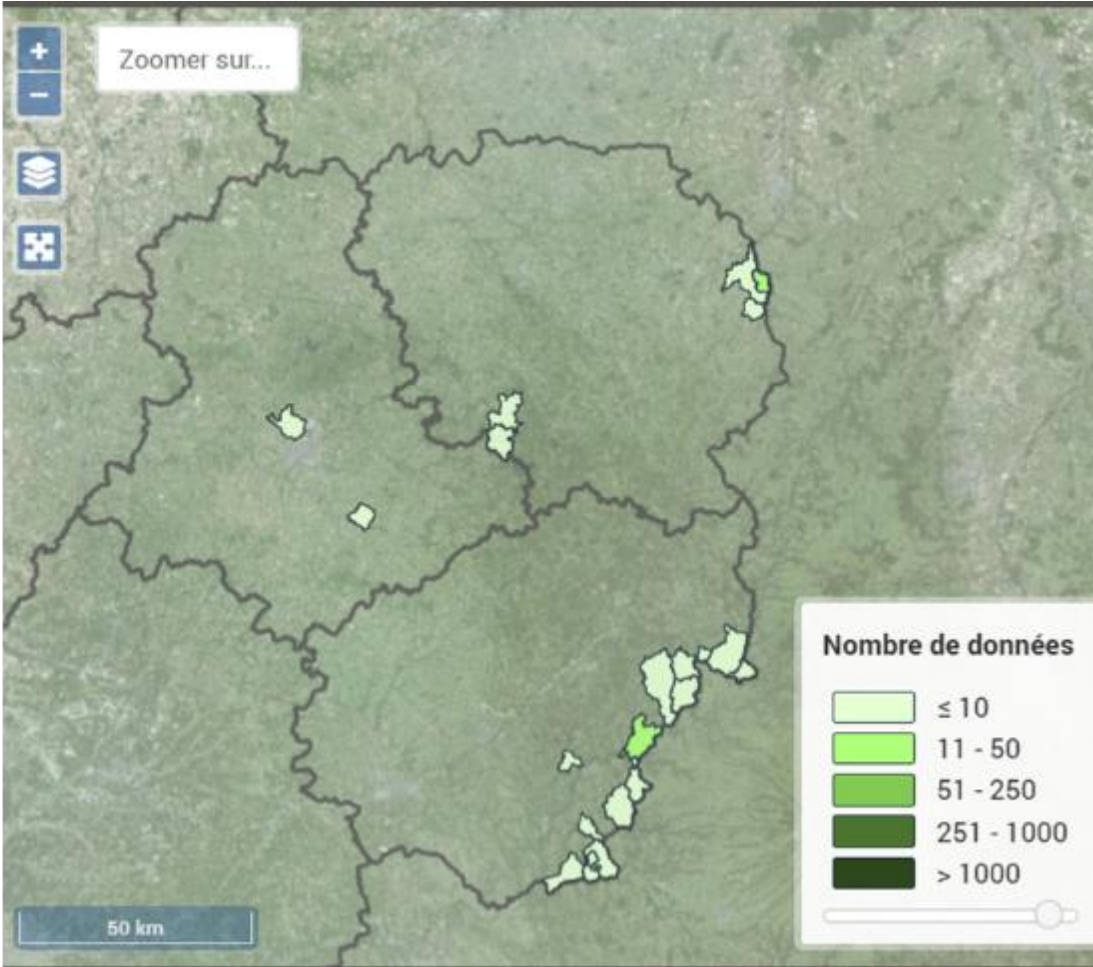 +
Zoomer sur...
−
Nombre de données
≤ 10
11 - 50
51 - 250
251 - 1000
> 1000
50 km